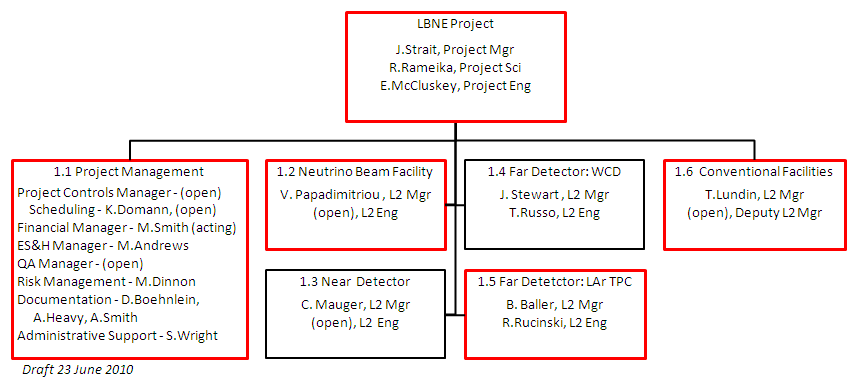 LBNE Project
J.Strait, Project Mgr
R.Rameika, Project Sci
E.McCluskey, Project Eng
1.1 Project Management
Project Controls Manager - (open)
Scheduling - K.Domann, (open)
Financial Manager - M.Smith (acting)
ES&H Manager - M.Andrews
QA Manager - (open)
Risk Management - M.Dinnon
Documentation - D.Boehnlein,
A.Heavy, A.Smith
Administrative Support - S.Wright
1.2 Neutrino Beam Facility
V. Papadimitriou , L2 Mgr
(open) , L2 Eng
1.3 Near Detector
C. Mauger, L2 Mgr
(open), L2 Eng
1.4 Far Detector: WCD
J. Stewart , L2 Mgr
T.Russo, L2 Eng
1.5 Far Detetctor: LAr TPC
B. Baller, L2 Mgr
R.Rucinski, L2 Eng
1.6 Conventional Facilities
T.Lundin, L2 Mgr
(open), Deputy L2 Mgr
Draft 23 June 2010